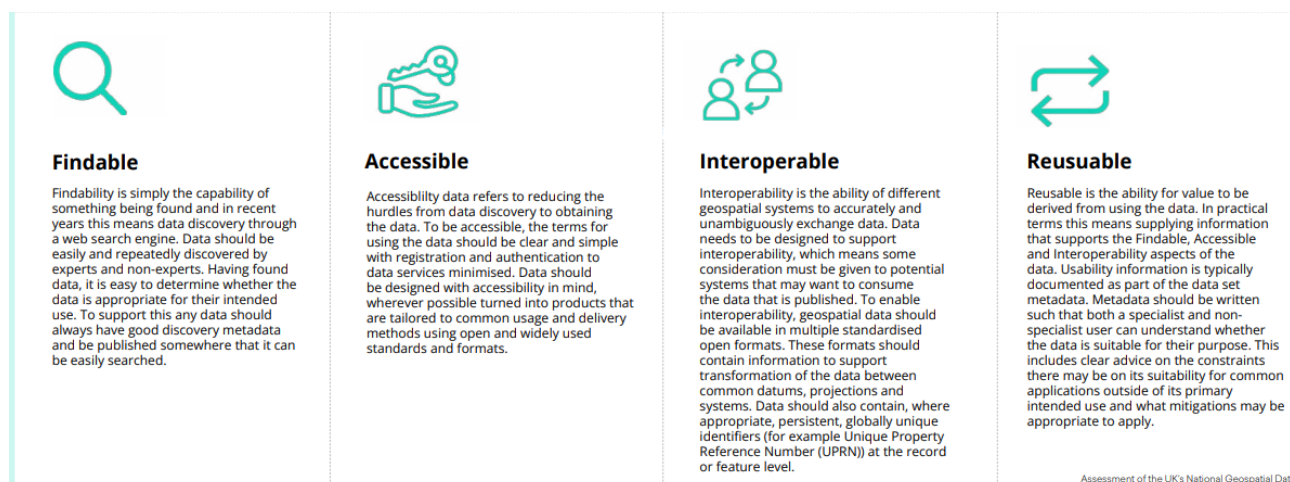 Findable
Findability is simply the capability of
something being found and in recent
years this means data discovery through
a web search engine. Data should be
easily and repeatedly discovered by
experts and non-experts. Having found
data, it is easy to determine whether the
data is appropriate for their intended
use. To support this any data should
always have good discovery metadata
and be published somewhere that it can
be easily searched.
Accessible
Accessiblilty data refers to reducing the
hurdles from data discovery to obtaining
the data. To be accessible, the terms for
using the data should be clear and simple
with registration and authentication to
data services minimised. Data should
be designed with accessibility in mind,
wherever possible turned into products that
are tailored to common usage and delivery
methods using open and widely used
standards and formats.
Interoperable
Interoperability is the ability of different
geospatial systems to accurately and
unambiguously exchange data. Data
needs to be designed to support
interoperability, which means some
consideration must be given to potential
systems that may want to consume
the data that is published. To enable
interoperability, geospatial data should
be available in multiple standardised
open formats. These formats should
contain information to support
transformation of the data between
common datums, projections and
systems. Data should also contain, where
appropriate, persistent, globally unique
identifiers (for example Unique Property
Reference Number (UPRN)) at the record
or feature level.
Reusuable
Reusable is the ability for value to be
derived from using the data. In practical
terms this means supplying information
that supports the Findable, Accessible
and Interoperability aspects of the
data. Usability information is typically
documented as part of the data set
metadata. Metadata should be written
such that both a specialist and non-
specialist user can understand whether
the data is suitable for their purpose. This
includes clear advice on the constraints
there may be on its suitability for common
applications outside of its primary
intended use and what mitigations may be
appropriate to apply.
Assessment of the UK's National Geospatial Dat